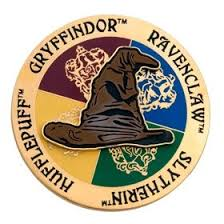 GRYFFINDOR™
RAVENCLAW™
SLYTHERIN™
HUFFLEPUFF™